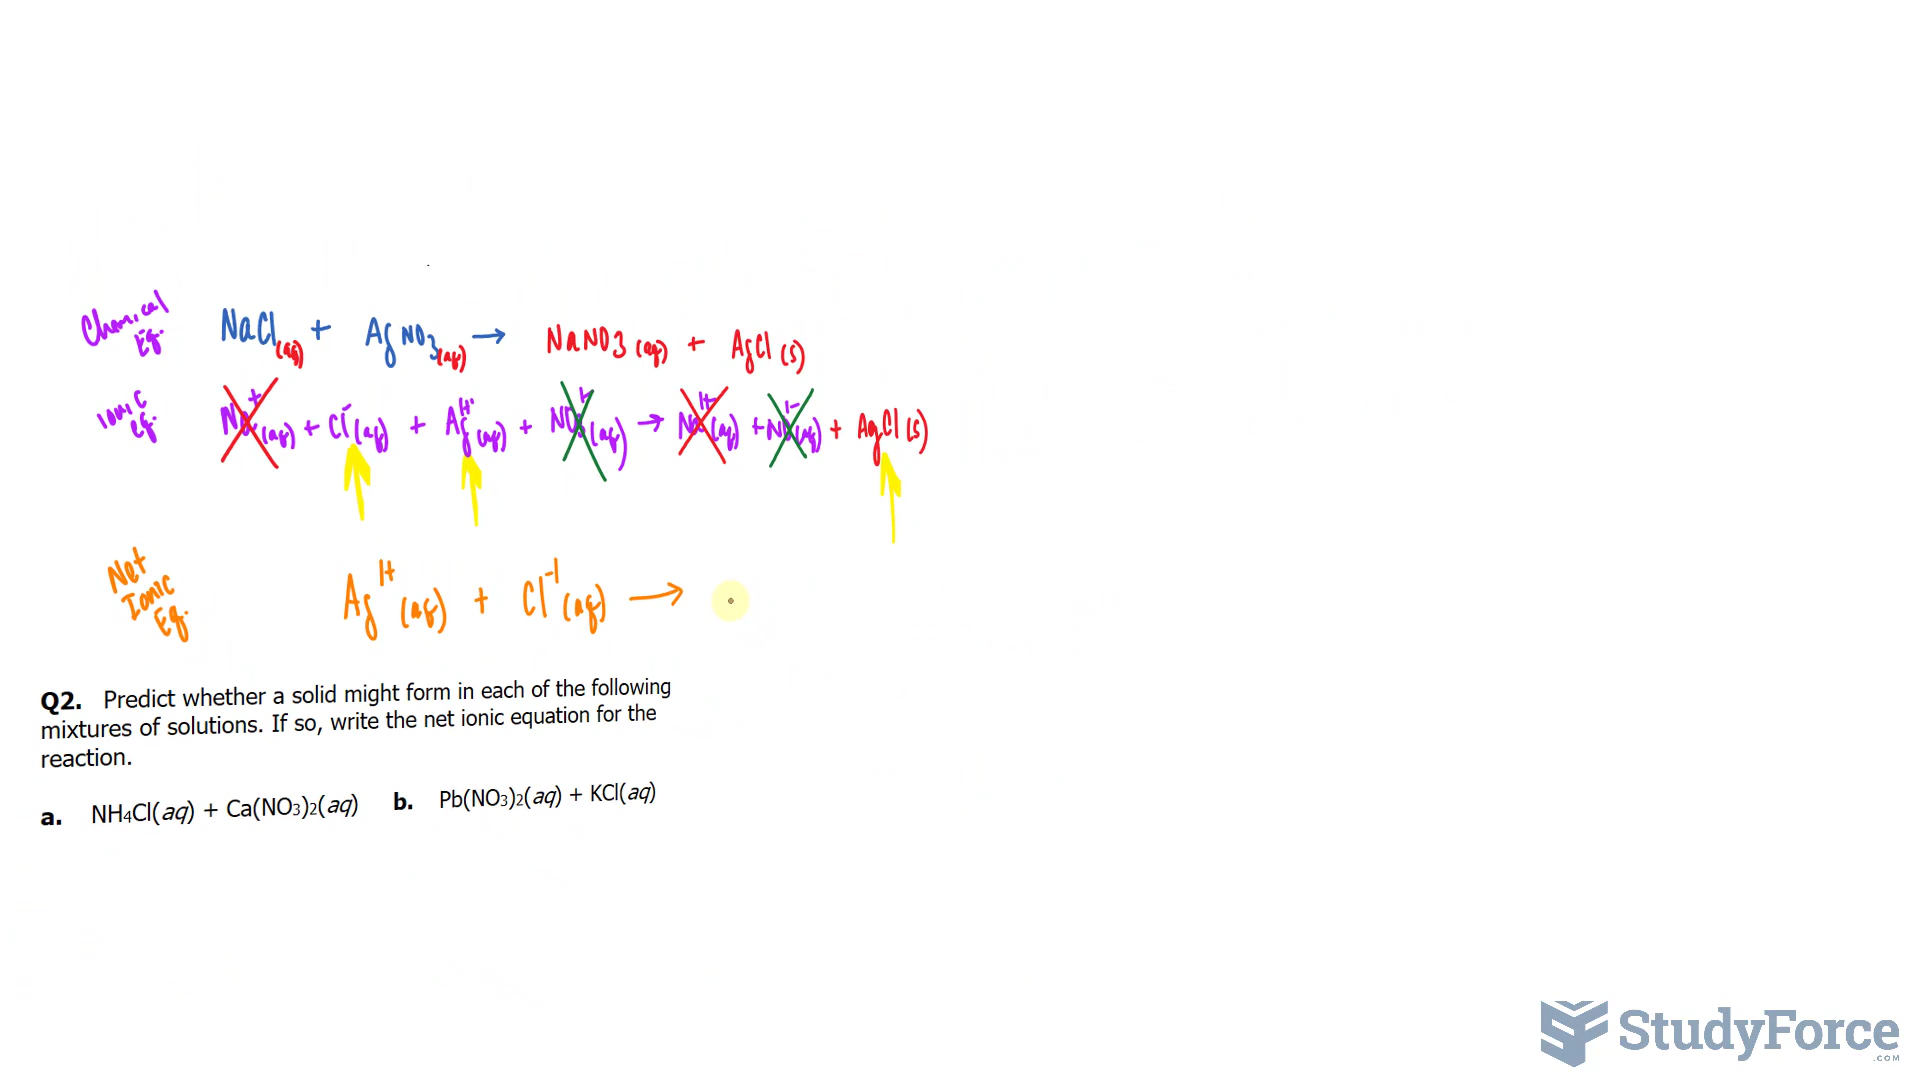 Chemical Eq. NaCl(aq) + AgNO3(aq) → NaNO3(aq) + AgCl(s)
Ionic Eq. Na+(aq) + Cl-(aq) + Ag1+(aq) + NO3-(aq) → Na1+(aq) + NO3 1-(aq) + AgCl(s)
Net Ionic Eq. Ag1+(aq) + Cl-1(aq) →
Q2. Predict whether a solid might form in each of the following
mixtures of solutions. If so, write the net ionic equation for the
reaction.
a. NH4Cl(aq) + Ca(NO3)2(aq) b. Pb(NO3)2(aq) + KCl(aq)
StudyForce
.COM